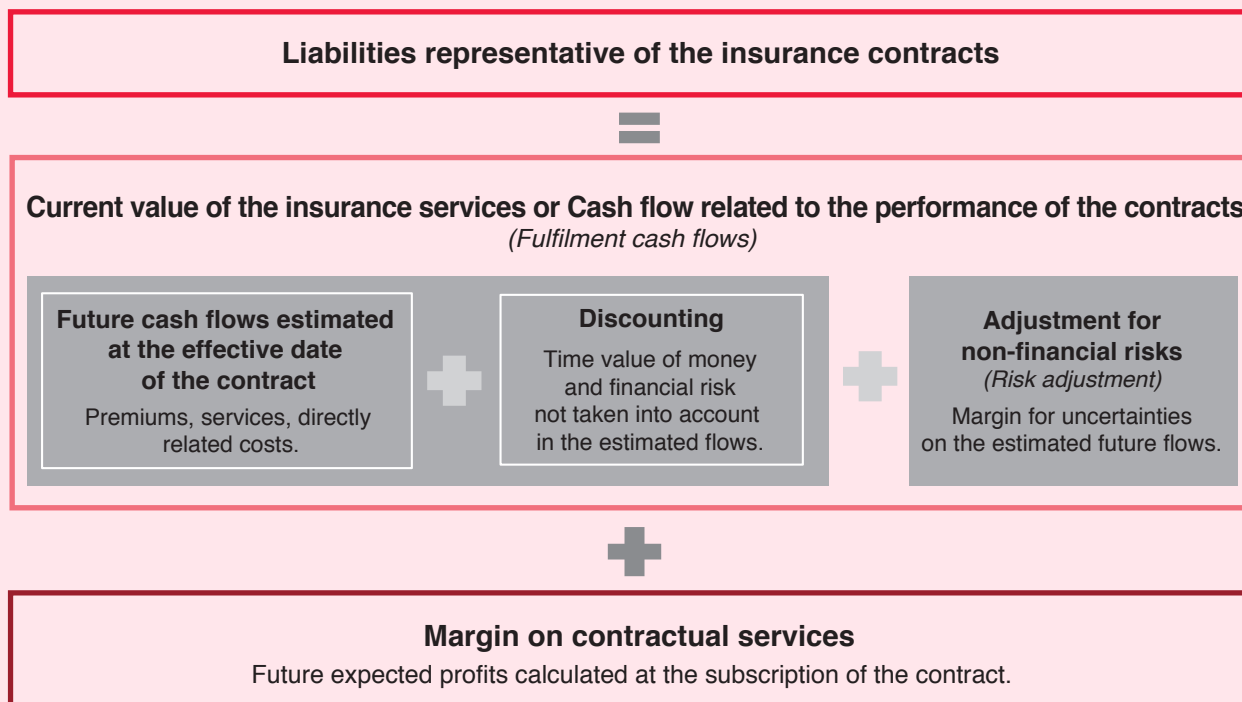 Liabilities representative of the insurance contracts
=
Current value of the insurance services or Cash flow related to the performance of the contracts
(Fulfilment cash flows)
Future cash flows estimated
at the effective date
of the contract
Premiums, services, directly
related costs.
+
Discounting
Time value of money
and financial risk
not taken into account
in the estimated flows.
+
Adjustment for
non-financial risks
(Risk adjustment)
Margin for uncertainties
on the estimated future flows.
+
Margin on contractual services
Future expected profits calculated at the subscription of the contract.